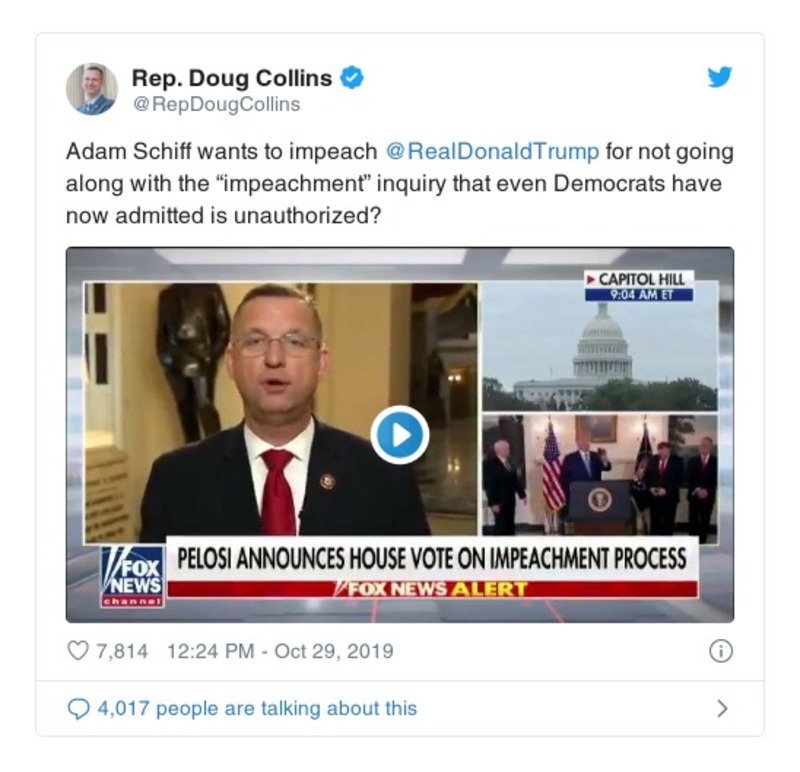 Rep. Doug Collins
@RepDougCollins
Adam Schiff wants to impeach @RealDonaldTrump for not going
along with the “impeachment” inquiry that even Democrats have
now admitted is unauthorized?
CAPITOL HILL
9:04 AM ET
PELOSI ANNOUNCES HOUSE VOTE ON IMPEACHMENT PROCESS
FOX
NEWS
channel
FOX NEWS ALERT
7,814 12:24 PM - Oct 29, 2019
4,017 people are talking about this